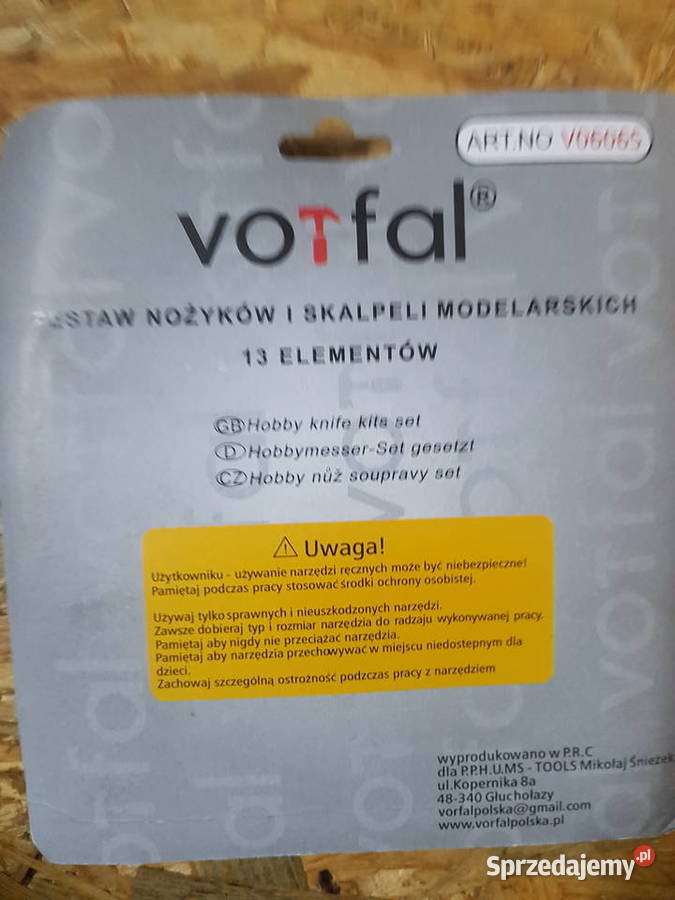 ART.NO V06065
vorfal®
ZESTAW NOŻYKÓW I SKALPELI MODELARSKICH
13 ELEMENTÓW
GB Hobby knife kits set
D Hobbymesser-Set gesetzt
CZ Hobby nůž soupravy set
⚠ Uwaga!
Użytkowniku - używanie narzędzi ręcznych może być niebezpieczne!
Pamiętaj podczas pracy stosować środki ochrony osobistej.
Używaj tylko sprawnych i nieuszkodzonych narzędzi.
Zawsze dobieraj typ i rozmiar narzędzia do radzaju wykonywanej pracy.
Pamiętaj aby nigdy nie przeciążać narzędzia.
Pamiętaj aby narzędzia przechowywać w miejscu niedostepnym dla
dzieci.
Zachowaj szczególną ostrożność podzczas pracy z narzędziem
wyprodukowano w P.R.C
dla P.P.H.U.MS - TOOLS Mikołaj Śnieżek
ul.Kopernika 8a
48-340 Głuchołazy
vorfalpolska@gmail.com
www.vorfalpolska.pl
Sprzedajemy.pl